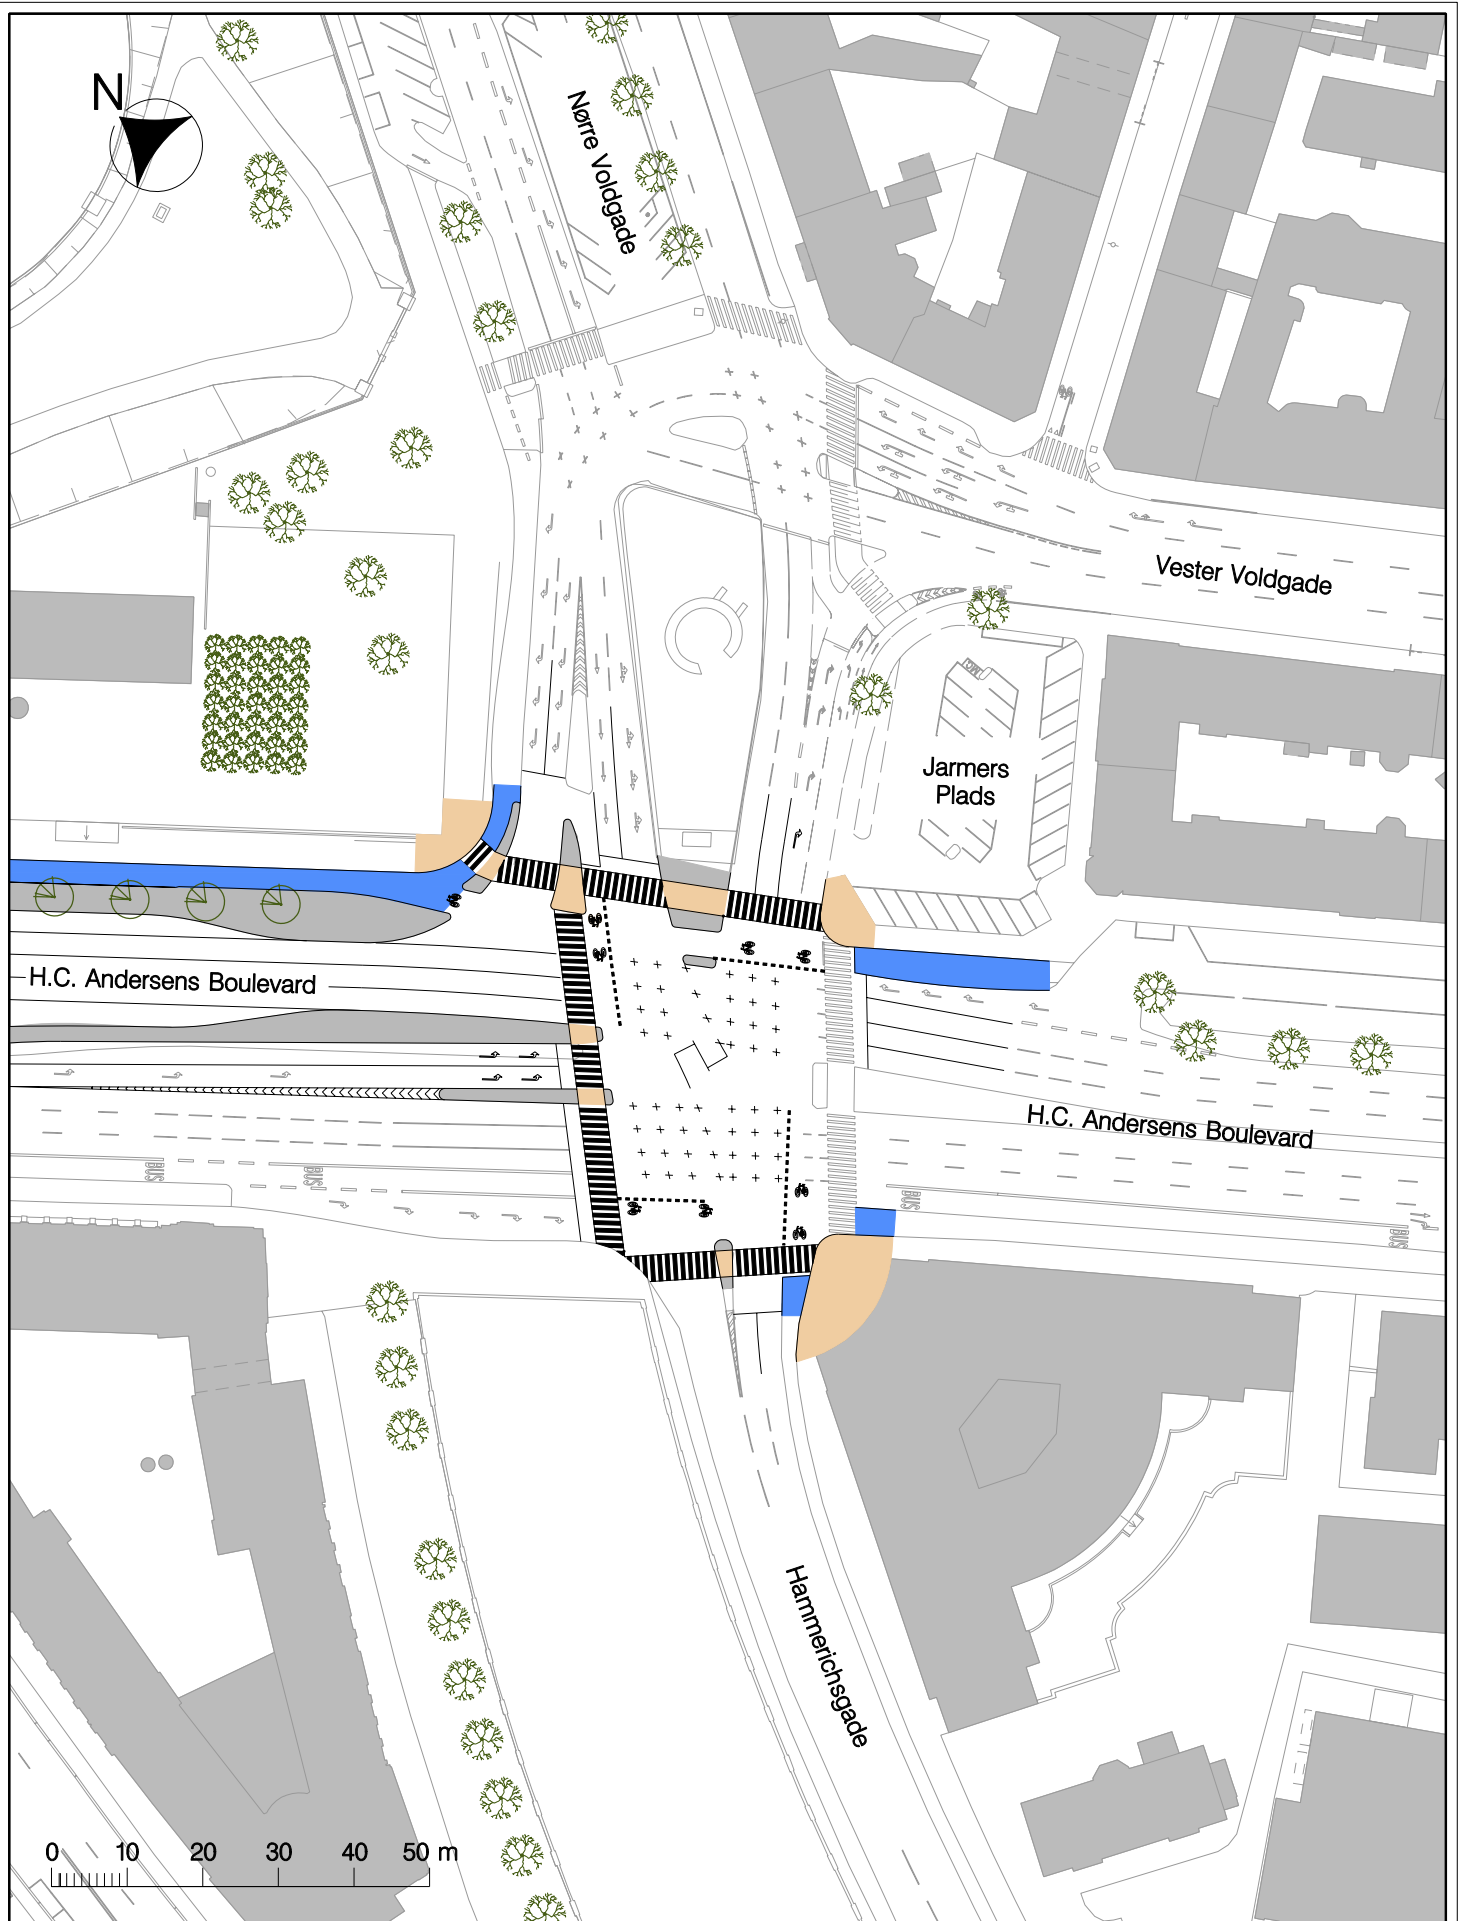 N
Nørre Voldgade
Vester Voldgade
Jarmers
Plads
H.C. Andersens Boulevard
H.C. Andersens Boulevard
BUS
BUS
BUS
BUS
Hammerichsgade
0 10 20 30 40 50 m